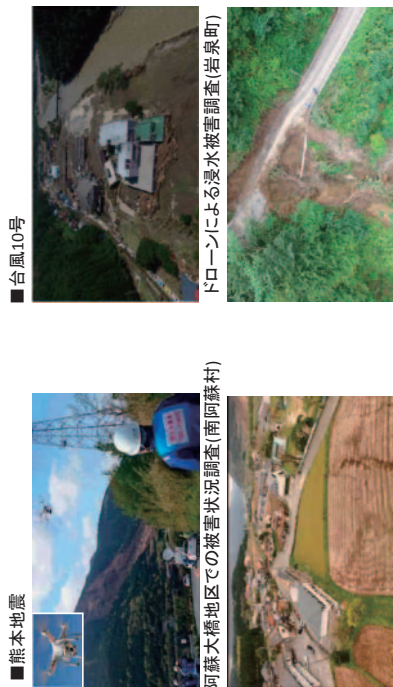 ■熊本地震
阿蘇大橋地区での被害状況調査(南阿蘇村)
■台風10号
ドローンによる浸水被害調査(岩泉町)